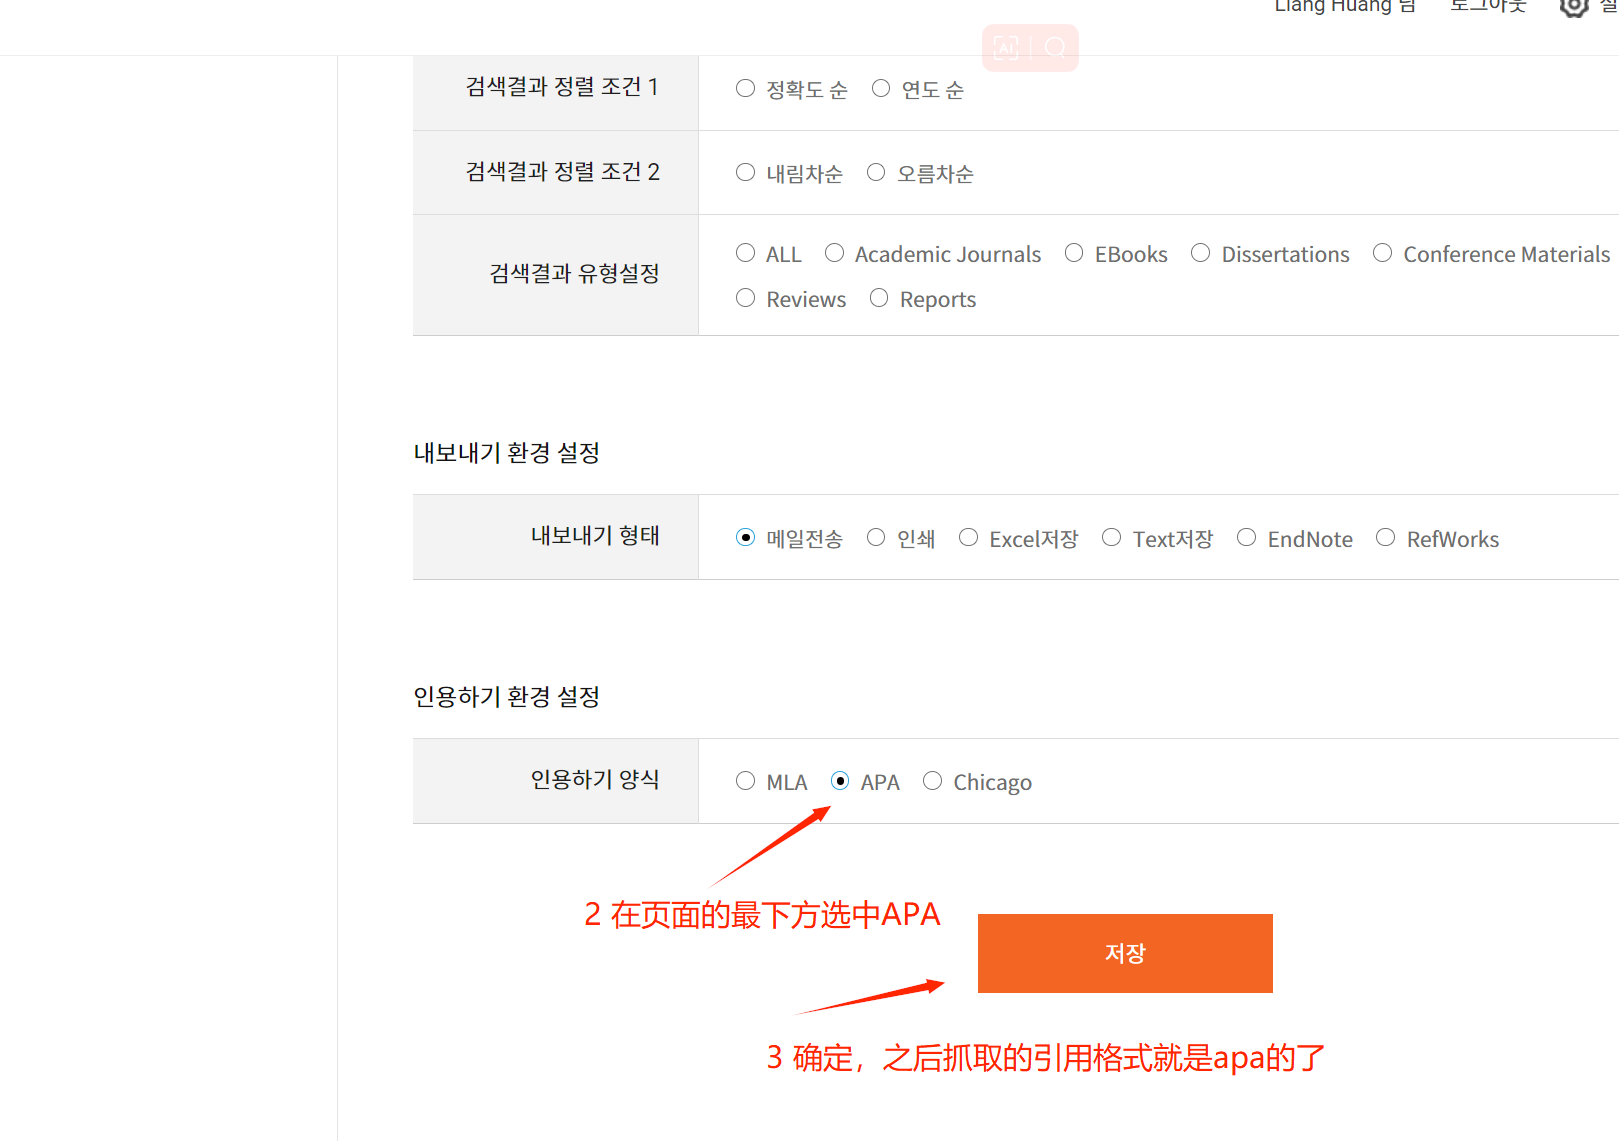 Liang Huang 님 로그아웃
AI
검색결과 정렬 조건 1 정확도 순 연도 순
검색결과 정렬 조건 2 내림차순 오름차순
검색결과 유형설정 ALL Academic Journals EBooks Dissertations Conference Materials
Reviews Reports
내보내기 환경 설정
내보내기 형태 메일전송 인쇄 Excel저장 Text저장 EndNote RefWorks
인용하기 환경 설정
인용하기 양식 MLA APA Chicago
2 在页面的最下方选中APA
저장
3 确定，之后抓取的引用格式就是apa的了